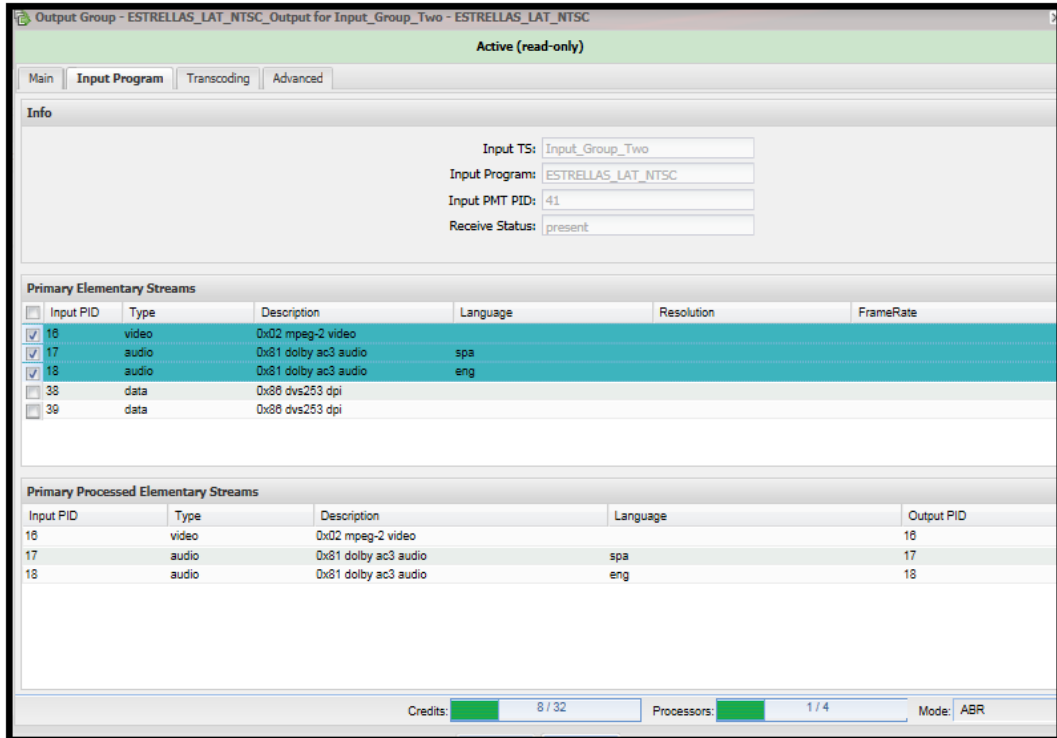 Output Group - ESTRELLAS_LAT_NTSC_Output for Input_Group_Two - ESTRELLAS_LAT_NTSC
Active (read-only)
Main Input Program Transcoding Advanced
Info
Input TS: Input_Group_Two
Input Program: ESTRELLAS_LAT_NTSC
Input PMT PID: 41
Receive Status: present
Primary Elementary Streams
Input PID Type Description Language Resolution FrameRate
16 video 0x02 mpeg-2 video
17 audio 0x81 dolby ac3 audio spa
18 audio 0x81 dolby ac3 audio eng
38 data 0x86 dvs253 dpi
39 data 0x86 dvs253 dpi
Primary Processed Elementary Streams
Input PID Type Description Language Output PID
16 video 0x02 mpeg-2 video 16
17 audio 0x81 dolby ac3 audio spa 17
18 audio 0x81 dolby ac3 audio eng 18
Credits: 8 / 32 Processors: 1 / 4 Mode: ABR